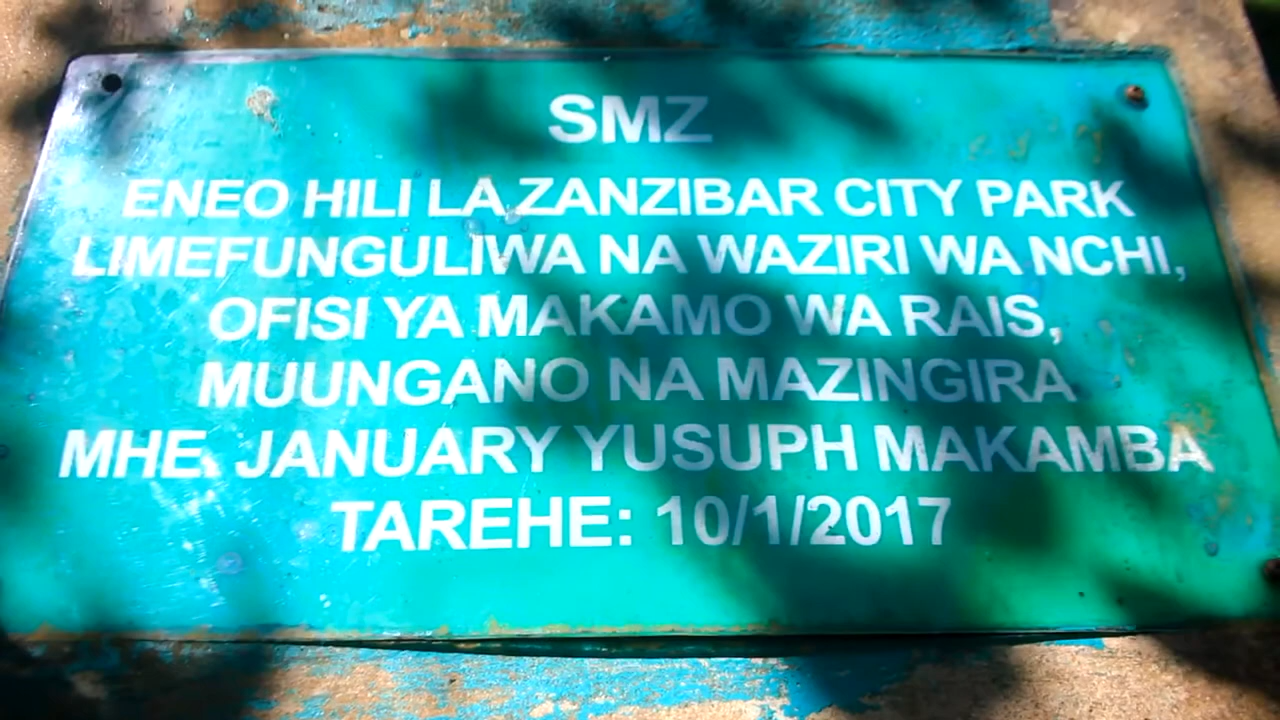 SMZ
ENEO HILI LA ZANZIBAR CITY PARK
LIMEFUNGULIWA NA WAZIRI WA NCHI,
OFISI YA MAKAMO WA RAIS,
MUUNGANO NA MAZINGIRA
MHE. JANUARY YUSUPH MAKAMBA
TAREHE: 10/1/2017